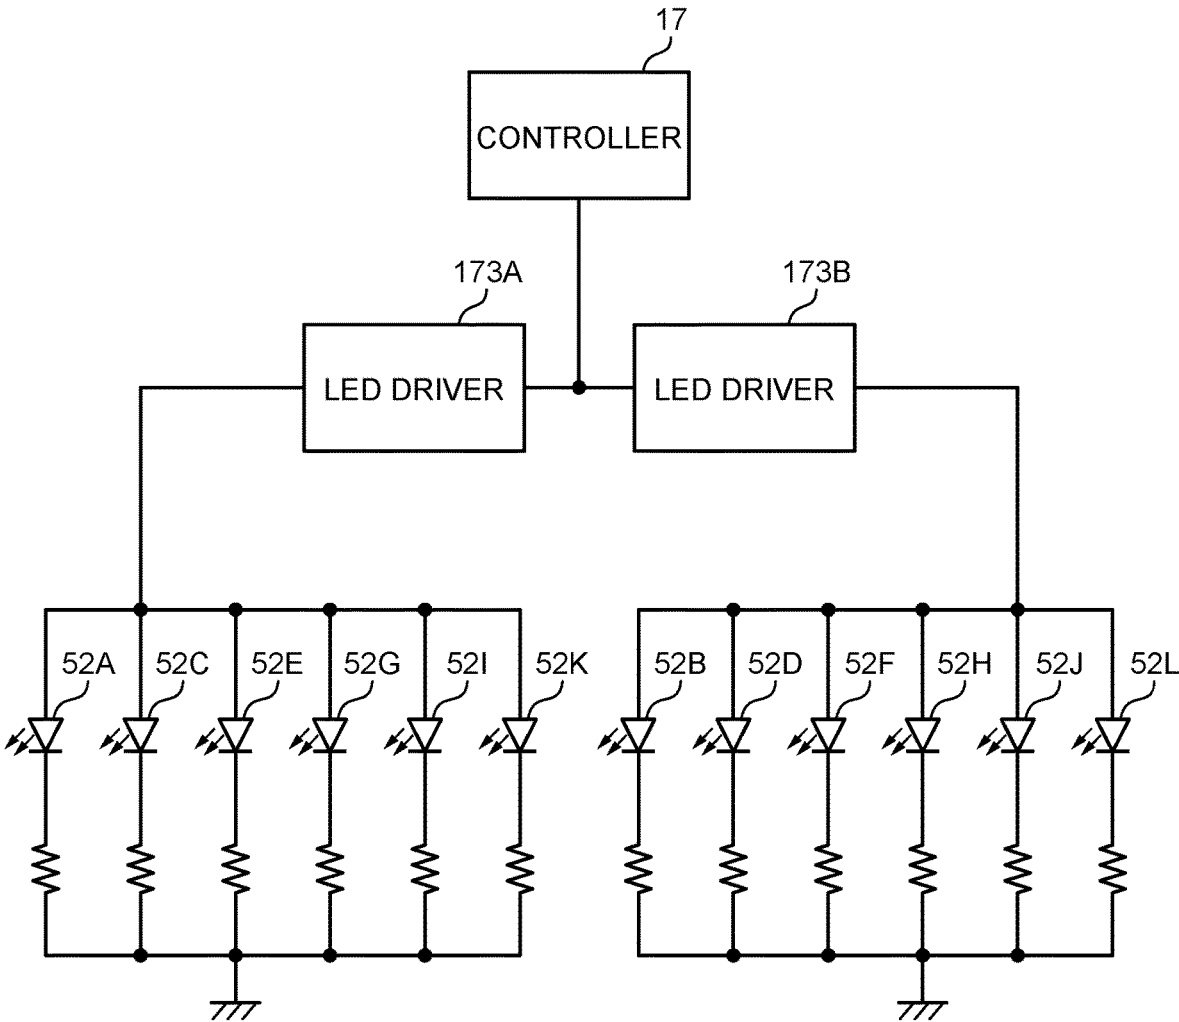 17
CONTROLLER
173A
173B
LED DRIVER
LED DRIVER
52A
52C
52E
52G
52I
52K
52B
52D
52F
52H
52J
52L